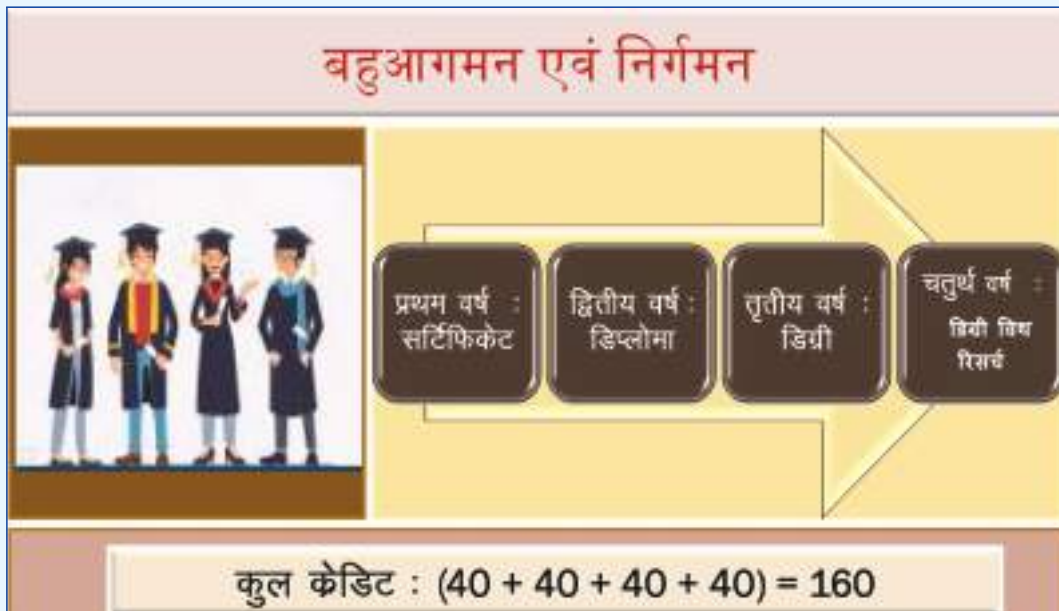 बहुआगमन एवं निर्गमन
प्रथम वर्ष :
सर्टिफिकेट
द्वितीय वर्ष :
डिप्लोमा
तृतीय वर्ष :
डिग्री
चतुर्थ वर्ष :
डिग्री विथ
रिसर्च
कुल क्रेडिट : (40 + 40 + 40 + 40) = 160